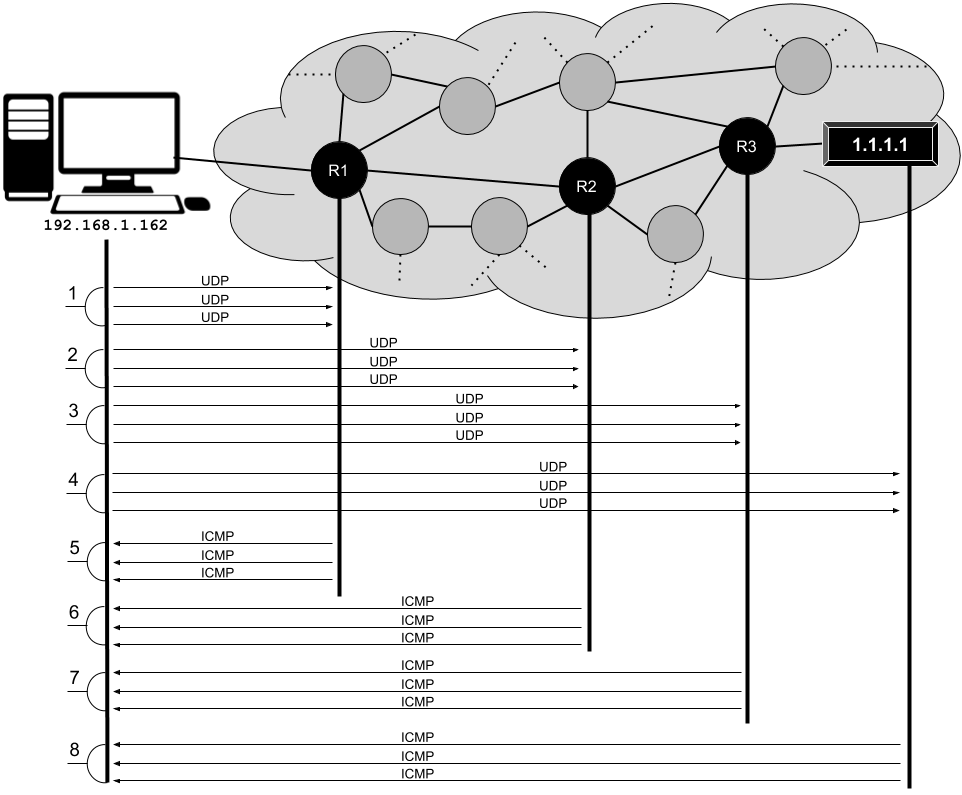 R1
R2
R3
1.1.1.1
192.168.1.162
1
UDP
UDP
UDP
2
UDP
UDP
UDP
3
UDP
UDP
UDP
4
UDP
UDP
UDP
5
ICMP
ICMP
ICMP
6
ICMP
ICMP
ICMP
7
ICMP
ICMP
ICMP
8
ICMP
ICMP
ICMP